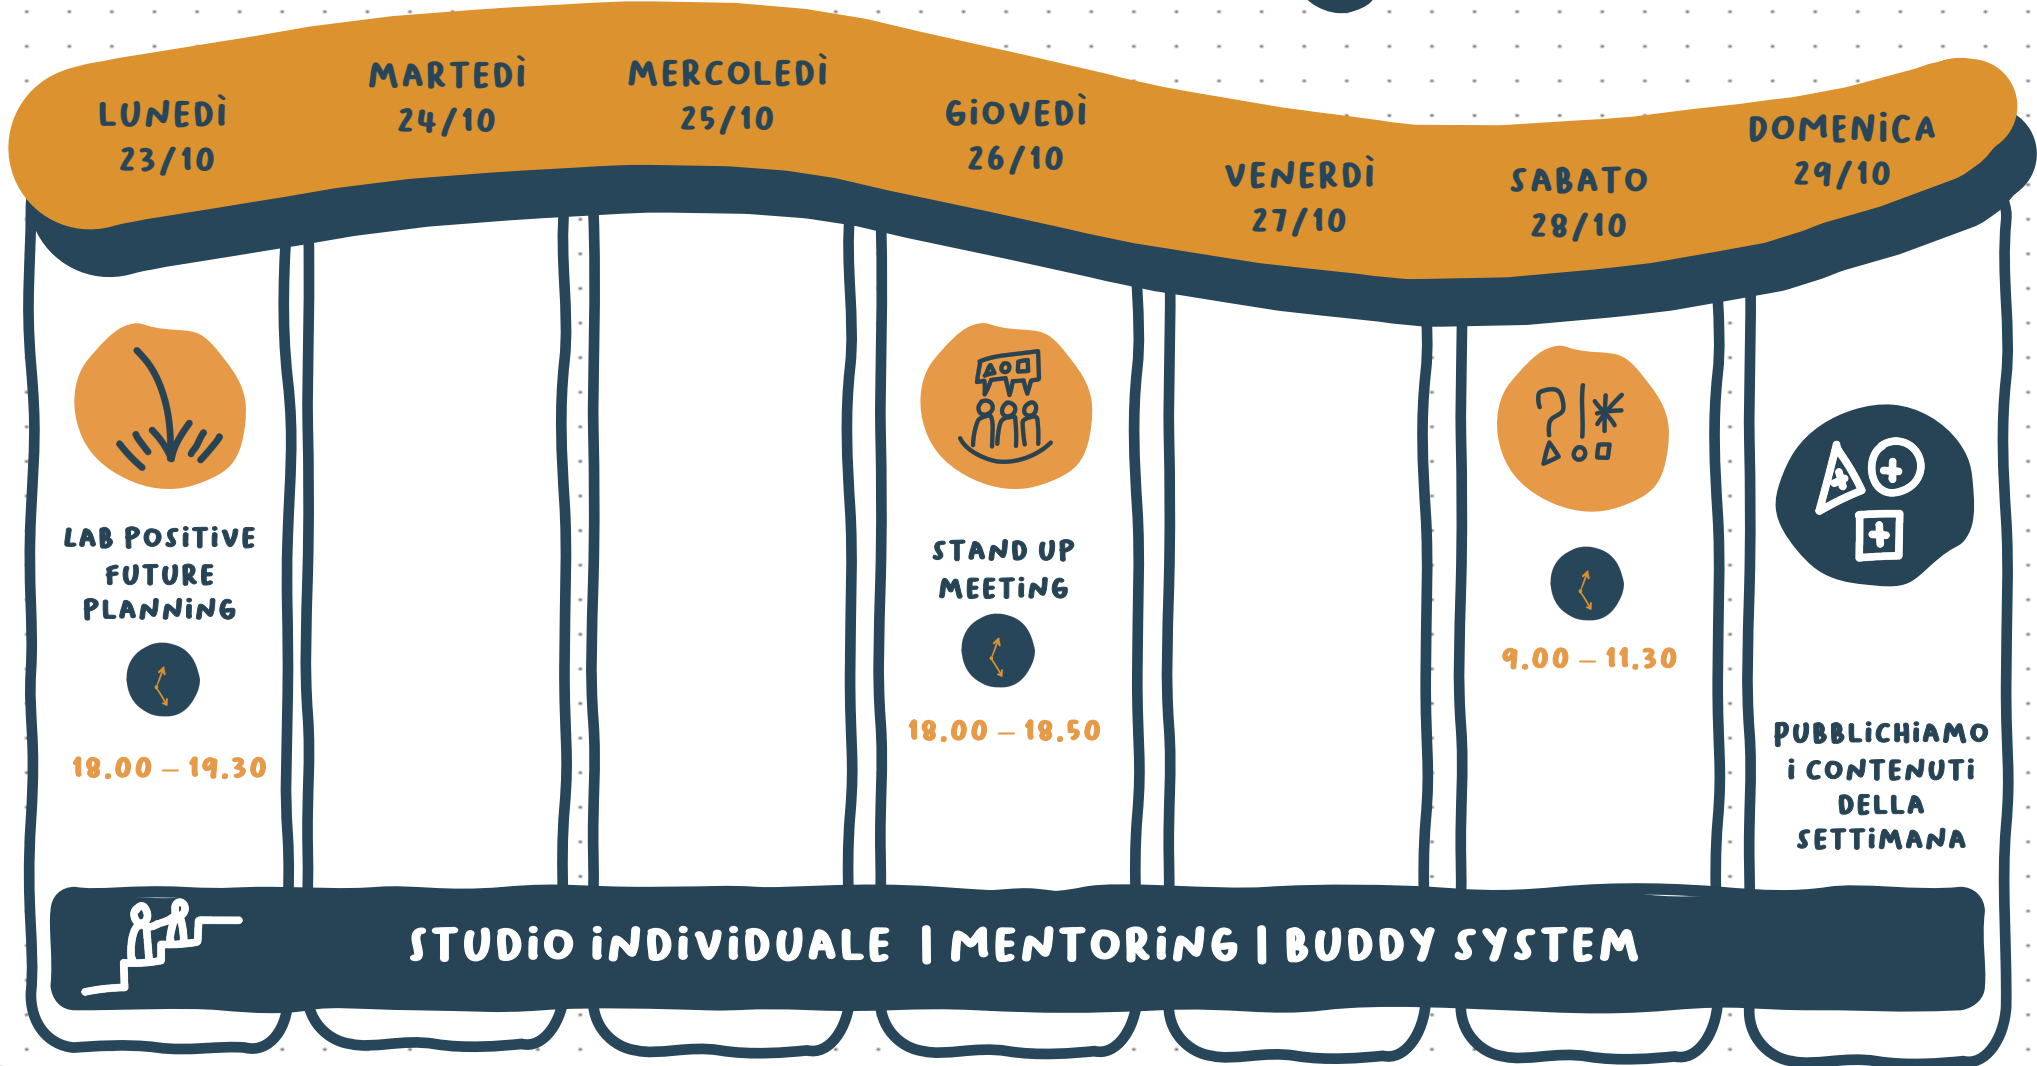 LUNEDÌ
23/10
MARTEDÌ
24/10
MERCOLEDÌ
25/10
GiOVEDÌ
26/10
VENERDÌ
27/10
SABATO
28/10
DOMENiCA
29/10
LAB POSiTiVE
FUTURE
PLANNiNG
18.00 – 19.30
STAND UP
MEETiNG
18.00 – 18.50
?!*
9.00 – 11.30
PUBBLiCHiAMO
i CONTENUTi
DELLA
SETTiMANA
STUDiO iNDiViDUALE | MENTORiNG | BUDDY SYSTEM